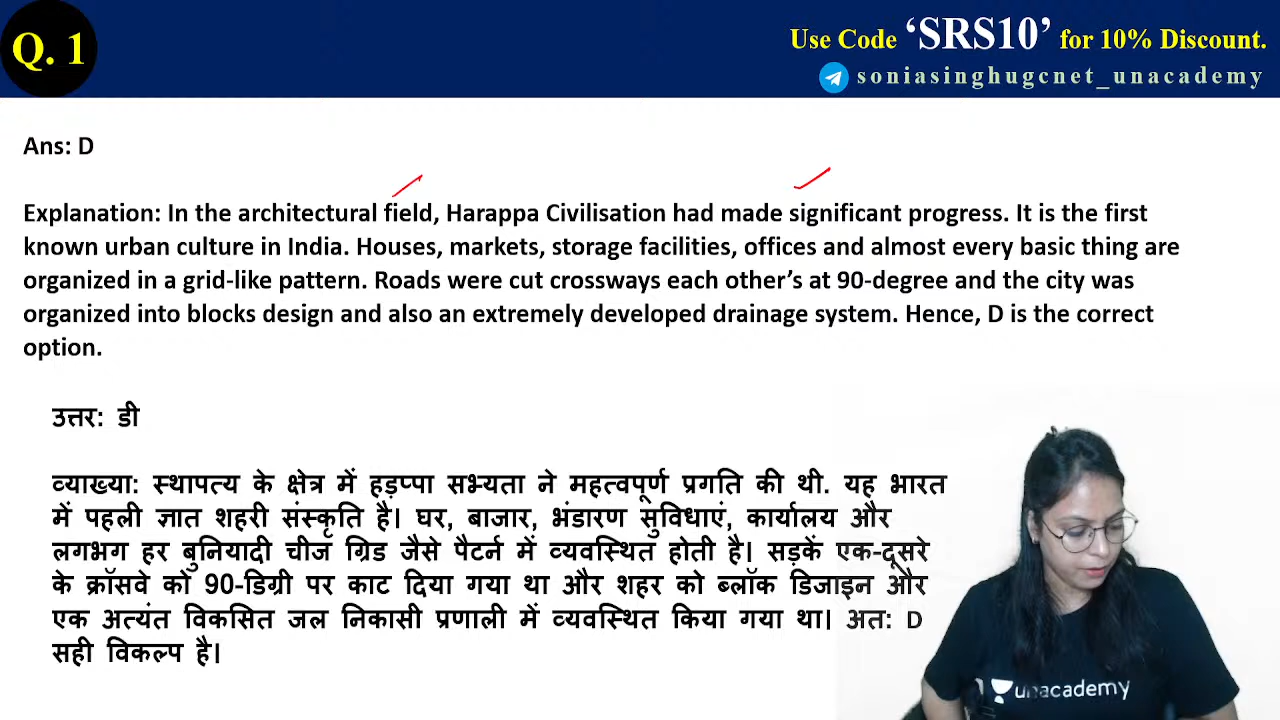 Q. 1
Use Code ‘SRS10’ for 10% Discount.
soniasinghugcnet_unacademy
Ans: D
Explanation: In the architectural field, Harappa Civilisation had made significant progress. It is the first
known urban culture in India. Houses, markets, storage facilities, offices and almost every basic thing are
organized in a grid-like pattern. Roads were cut crossways each other’s at 90-degree and the city was
organized into blocks design and also an extremely developed drainage system. Hence, D is the correct
option.
उत्तर: डी
व्याख्या: स्थापत्य के क्षेत्र में हड़प्पा सभ्यता ने महत्वपूर्ण प्रगति की थी. यह भारत
में पहली ज्ञात शहरी संस्कृति है। घर, बाजार, भंडारण सुविधाएं, कार्यालय और
लगभग हर बुनियादी चीज ग्रिड जैसे पैटर्न में व्यवस्थित होती है। सड़कें एक-दूसरे
के क्रॉसवे को 90-डिग्री पर काट दिया गया था और शहर को ब्लॉक डिजाइन और
एक अत्यंत विकसित जल निकासी प्रणाली में व्यवस्थित किया गया था। अत: D
सही विकल्प है।
unacademy